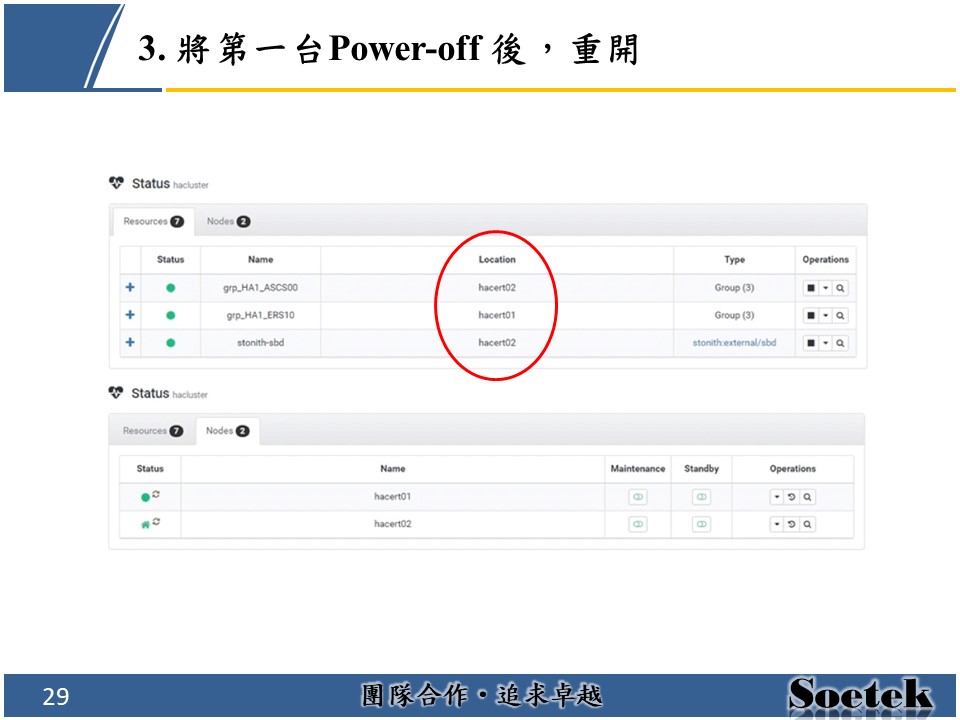 3. 將第一台Power-off 後，重開
Status hacluster
Resources 7 Nodes 2
Status Name Location Type Operations
grp_HA1_ASCS00 hacert02 Group (3)
grp_HA1_ERS10 hacert01 Group (3)
stonith-sbd hacert02 stonith:external/sbd
Status hacluster
Resources 7 Nodes 2
Status Name Maintenance Standby Operations
hacert01
hacert02
29 團隊合作·追求卓越 Soetek